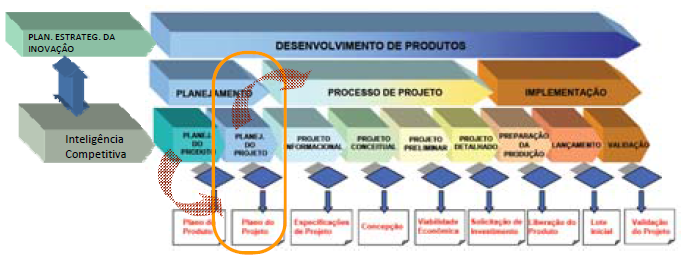 PLAN. ESTRATEG. DA
INOVAÇÃO
DESENVOLVIMENTO DE PRODUTOS
PLANEJAMENTO
PROCESSO DE PROJETO
IMPLEMENTAÇÃO
Inteligência
Competitiva
PLANEJ.
DO
PRODUTO
PLANEJ.
DO
PROJETO
PROJETO
INFORMACIONAL
PROJETO
CONCEITUAL
PROJETO
PRELIMINAR
PROJETO
DETALHADO
PREPARAÇÃO
DA
PRODUÇÃO
LANÇAMENTO
VALIDAÇÃO
Plano do
Produto
Plano do
Projeto
Especificações
de Projeto
Concepção
Viabilidade
Econômica
Solicitação de
Investimento
Liberação do
Produto
Lote
Inicial
Validação
do Projeto